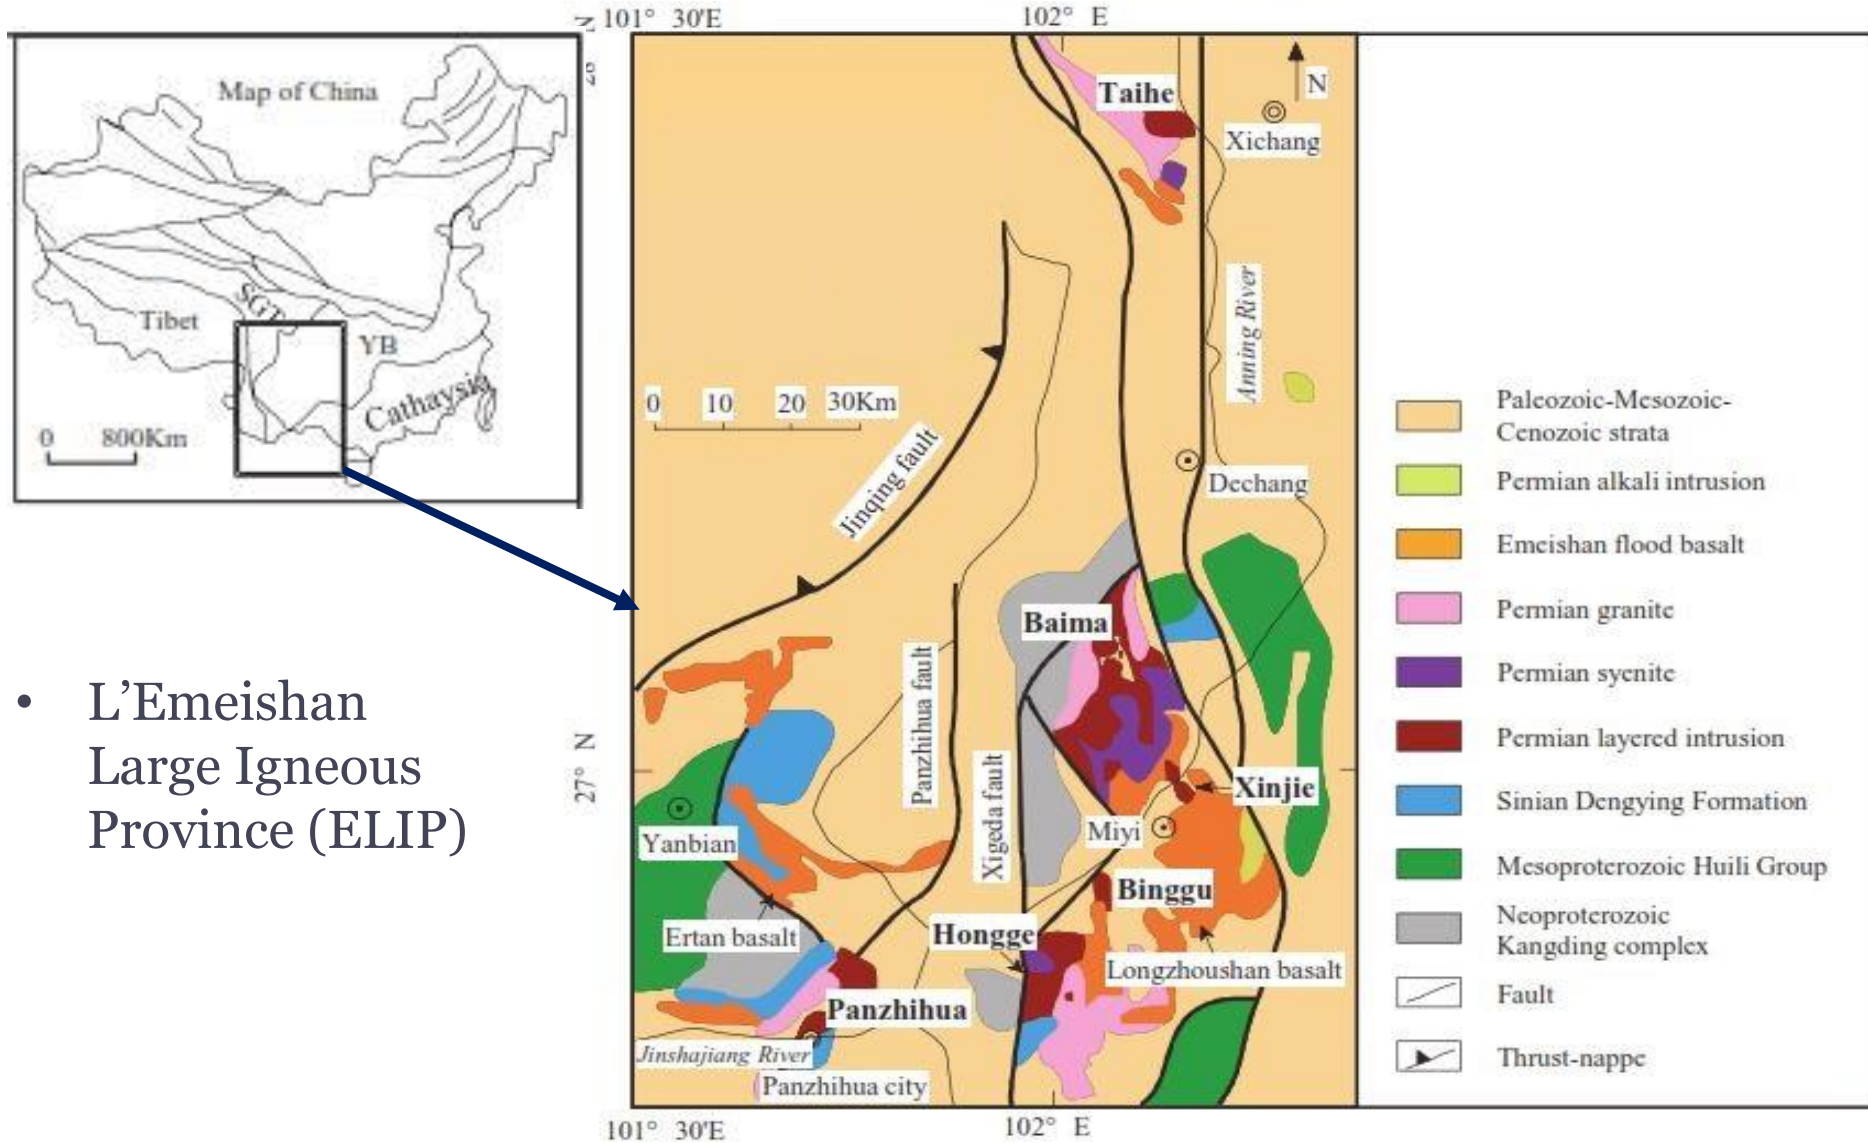 Map of China
SGT
Tibet
YB
Cathaysia
0 800Km
• L’Emeishan
Large Igneous
Province (ELIP)
N
101° 30'E 102° E
N
Taihe
Xichang
Anning River
0 10 20 30Km
Jinqing fault
Dechang
Baima
Panzhihua fault
27° N
Xigeda fault
Xinjie
Miyi
Yanbian
Binggu
Ertan basalt
Hongge
Longzhoushan basalt
Panzhihua
Jinshajiang River
Panzhihua city
101° 30'E 102° E
Paleozoic-Mesozoic-
Cenozoic strata
Permian alkali intrusion
Emeishan flood basalt
Permian granite
Permian syenite
Permian layered intrusion
Sinian Dengying Formation
Mesoproterozoic Huili Group
Neoproterozoic
Kangding complex
Fault
Thrust-nappe